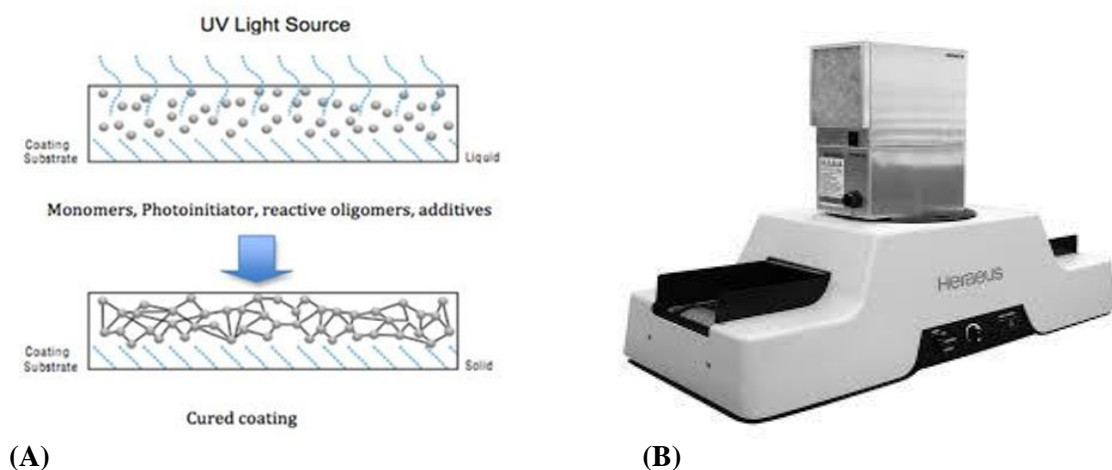 UV Light Source
Coating
Substrate
Liquid
Monomers, Photoinitiator, reactive oligomers, additives
Coating
Substrate
Solid
Cured coating
Heraeus
(A)
(B)